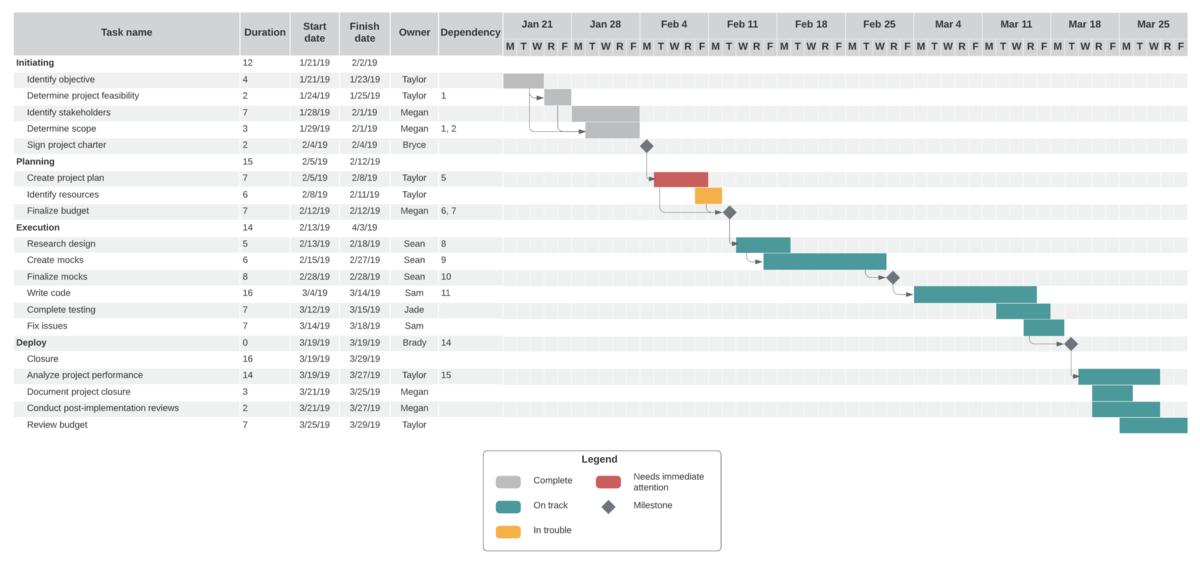 Task name Duration Start date Finish date Owner Dependency Jan 21 Jan 28 Feb 4 Feb 11 Feb 18 Feb 25 Mar 4 Mar 11 Mar 18 Mar 25
M T W R F M T W R F M T W R F M T W R F M T W R F M T W R F M T W R F M T W R F M T W R F M T W R F
Initiating 12 1/21/19 2/2/19
Identify objective 4 1/21/19 1/23/19 Taylor
Determine project feasibility 2 1/24/19 1/25/19 Taylor 1
Identify stakeholders 7 1/28/19 2/1/19 Megan
Determine scope 3 1/29/19 2/1/19 Megan 1, 2
Sign project charter 2 2/4/19 2/4/19 Bryce
Planning 15 2/5/19 2/12/19
Create project plan 7 2/5/19 2/8/19 Taylor 5
Identify resources 6 2/8/19 2/11/19 Taylor
Finalize budget 7 2/12/19 2/12/19 Megan 6, 7
Execution 14 2/13/19 4/3/19
Research design 5 2/13/19 2/18/19 Sean 8
Create mocks 6 2/15/19 2/27/19 Sean 9
Finalize mocks 8 2/28/19 2/28/19 Sean 10
Write code 16 3/4/19 3/14/19 Sam 11
Complete testing 7 3/12/19 3/15/19 Jade
Fix issues 7 3/14/19 3/18/19 Sam
Deploy 0 3/19/19 3/19/19 Brady 14
Closure 16 3/19/19 3/29/19
Analyze project performance 14 3/19/19 3/27/19 Taylor 15
Document project closure 3 3/21/19 3/25/19 Megan
Conduct post-implementation reviews 2 3/21/19 3/27/19 Megan
Review budget 7 3/25/19 3/29/19 Taylor
Legend
Complete
Needs immediate
attention
On track
Milestone
In trouble